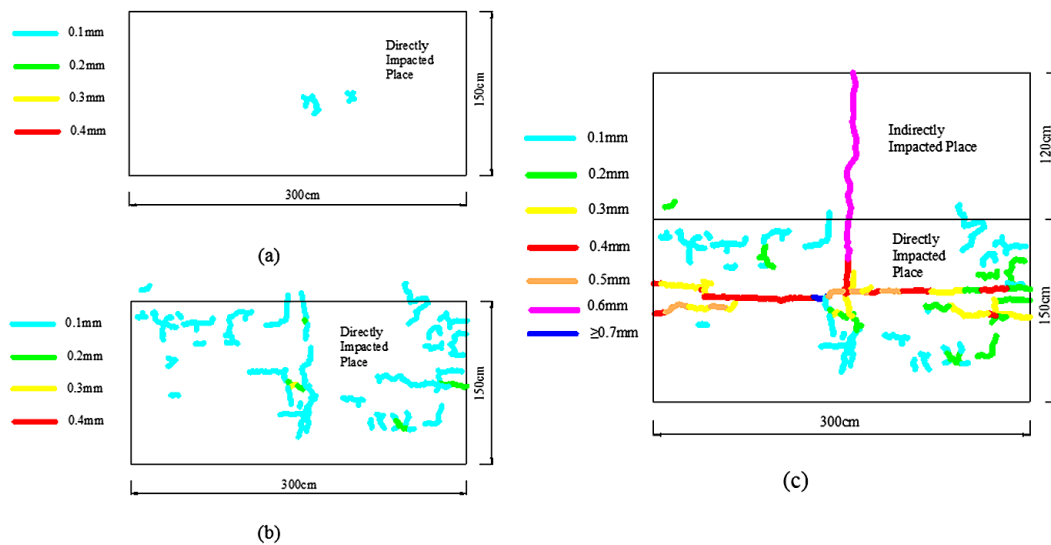 0.1mm
0.2mm
0.3mm
0.4mm
Directly
Impacted
Place
150cm
300cm
(a)
0.1mm
0.2mm
0.3mm
0.4mm
Directly
Impacted
Place
150cm
300cm
(b)
0.1mm
0.2mm
0.3mm
0.4mm
0.5mm
0.6mm
≥0.7mm
Indirectly
Impacted Place
120cm
Directly
Impacted
Place
150cm
300cm
(c)